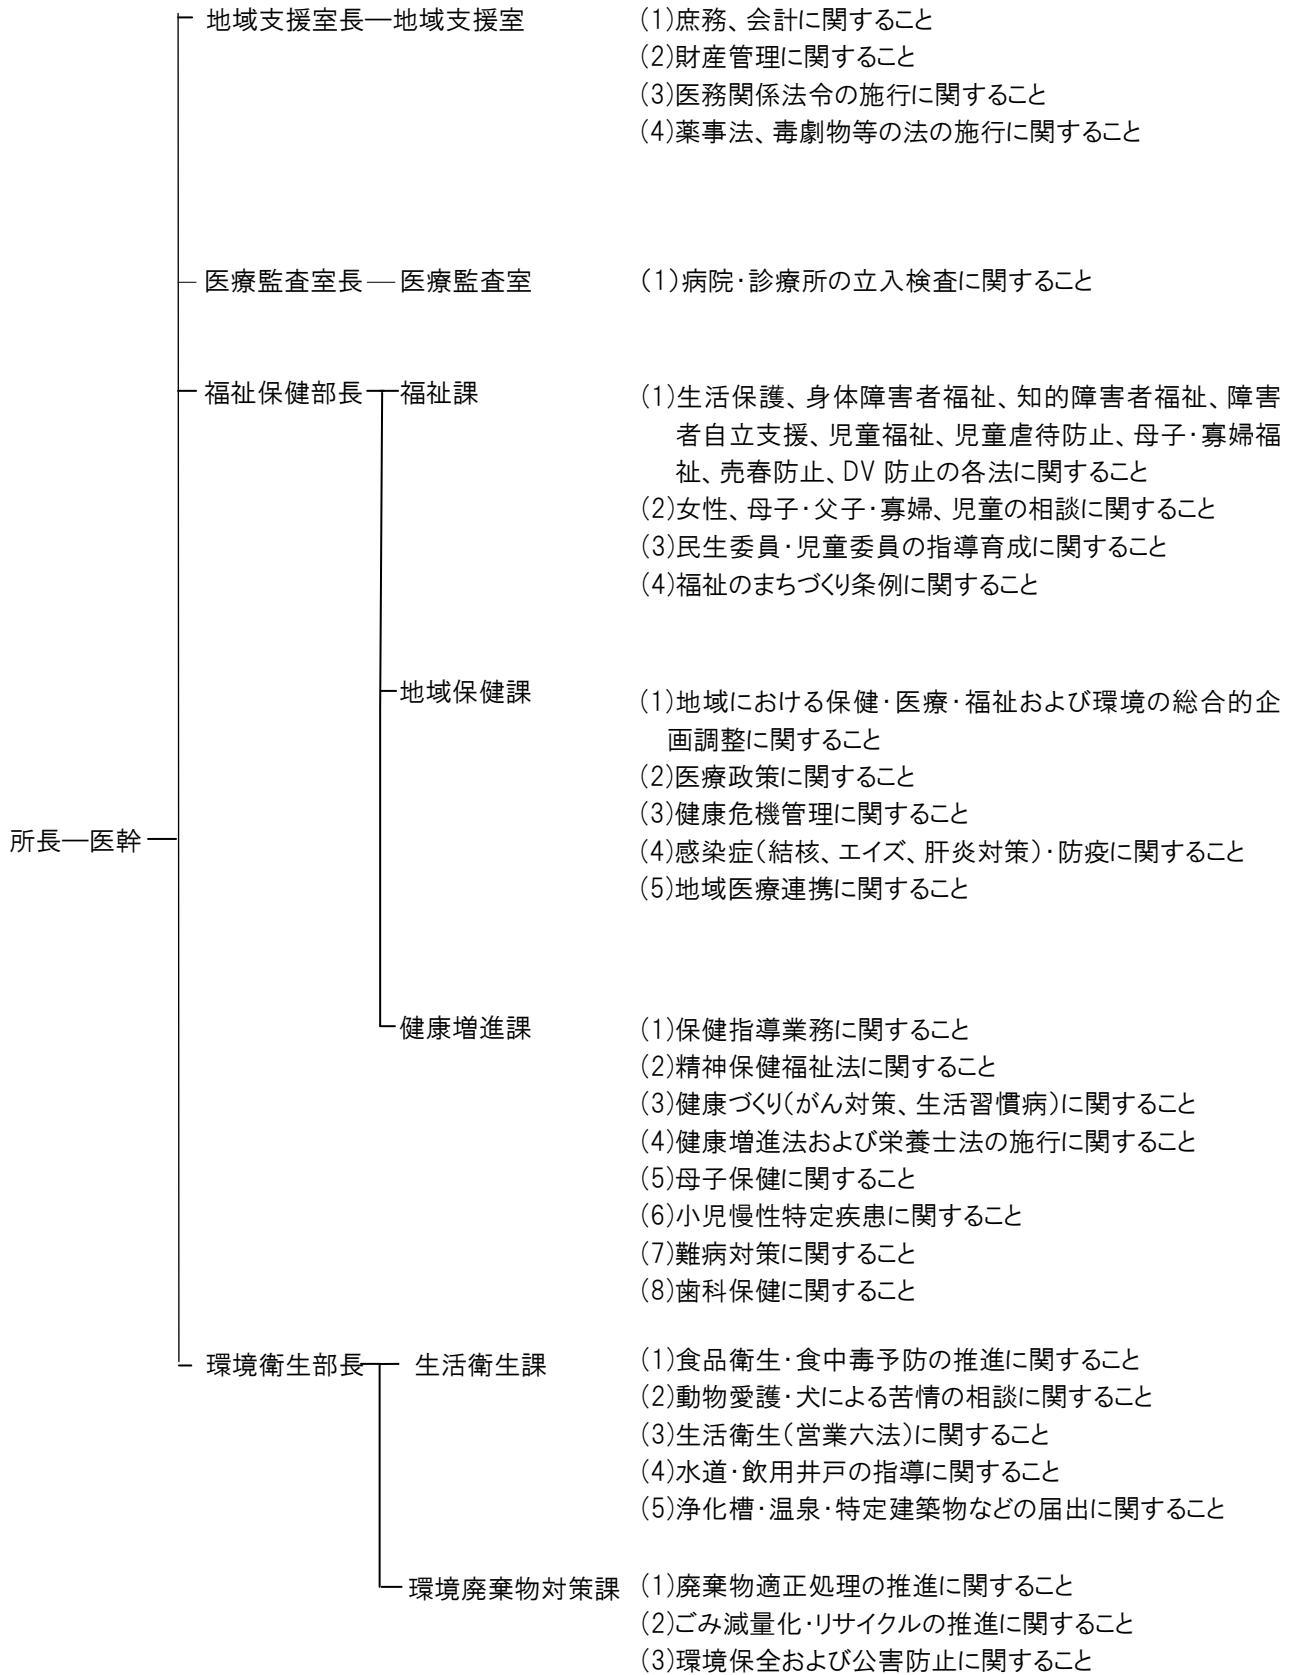 地域支援室長―地域支援室
(1)庶務、会計に関すること
(2)財産管理に関すること
(3)医務関係法令の施行に関すること
(4)薬事法、毒劇物等の法の施行に関すること
医療監査室長―医療監査室
(1)病院・診療所の立入検査に関すること
福祉保健部長
福祉課
(1)生活保護、身体障害者福祉、知的障害者福祉、障害
者自立支援、児童福祉、児童虐待防止、母子・寡婦福
祉、売春防止、DV 防止の各法に関すること
(2)女性、母子・父子・寡婦、児童の相談に関すること
(3)民生委員・児童委員の指導育成に関すること
(4)福祉のまちづくり条例に関すること
地域保健課
(1)地域における保健・医療・福祉および環境の総合的企
画調整に関すること
(2)医療政策に関すること
(3)健康危機管理に関すること
(4)感染症(結核、エイズ、肝炎対策)・防疫に関すること
(5)地域医療連携に関すること
所長―医幹
健康増進課
(1)保健指導業務に関すること
(2)精神保健福祉法に関すること
(3)健康づくり(がん対策、生活習慣病)に関すること
(4)健康増進法および栄養士法の施行に関すること
(5)母子保健に関すること
(6)小児慢性特定疾患に関すること
(7)難病対策に関すること
(8)歯科保健に関すること
環境衛生部長
生活衛生課
(1)食品衛生・食中毒予防の推進に関すること
(2)動物愛護・犬による苦情の相談に関すること
(3)生活衛生(営業六法)に関すること
(4)水道・飲用井戸の指導に関すること
(5)浄化槽・温泉・特定建築物などの届出に関すること
環境廃棄物対策課
(1)廃棄物適正処理の推進に関すること
(2)ごみ減量化・リサイクルの推進に関すること
(3)環境保全および公害防止に関すること